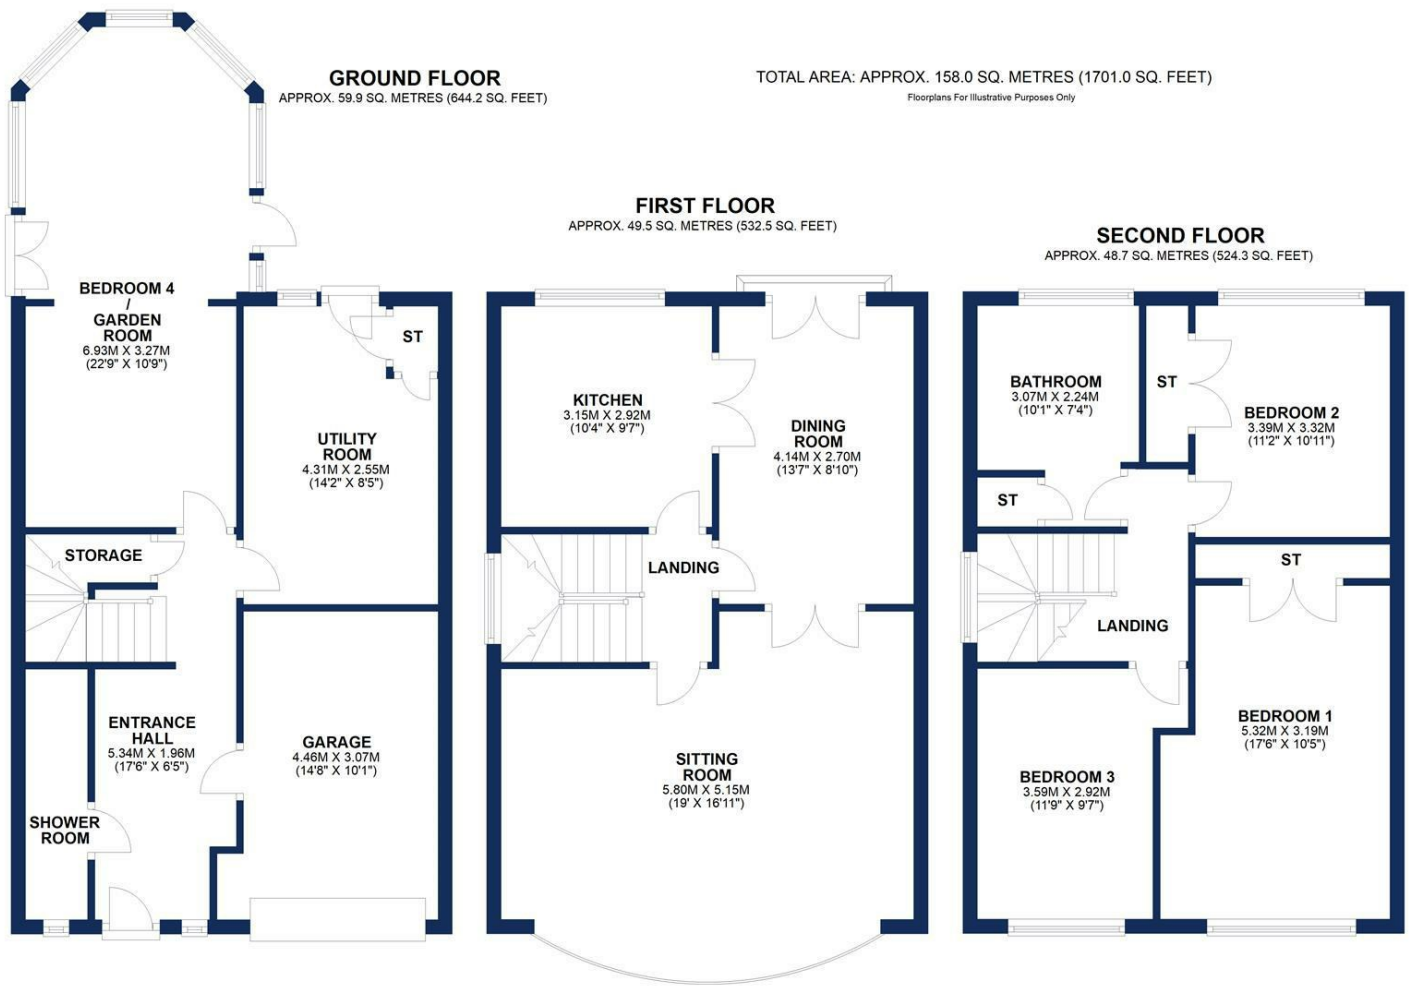 GROUND FLOOR
APPROX. 59.9 SQ. METRES (644.2 SQ. FEET)
TOTAL AREA: APPROX. 158.0 SQ. METRES (1701.0 SQ. FEET)
Floorplans For Illustrative Purposes Only
BEDROOM 4
/
GARDEN
ROOM
6.93M X 3.27M
(22'9" X 10'9")
ST
UTILITY
ROOM
4.31M X 2.55M
(14'2" X 8'5")
STORAGE
ENTRANCE
HALL
5.34M X 1.96M
(17'6" X 6'5")
GARAGE
4.46M X 3.07M
(14'8" X 10'1")
SHOWER
ROOM
FIRST FLOOR
APPROX. 49.5 SQ. METRES (532.5 SQ. FEET)
KITCHEN
3.15M X 2.92M
(10'4" X 9'7")
DINING
ROOM
4.14M X 2.70M
(13'7" X 8'10")
LANDING
SITTING
ROOM
5.80M X 5.15M
(19' X 16'11")
SECOND FLOOR
APPROX. 48.7 SQ. METRES (524.3 SQ. FEET)
BATHROOM
3.07M X 2.24M
(10'1" X 7'4")
ST
BEDROOM 2
3.39M X 3.32M
(11'2" X 10'11")
ST
ST
LANDING
BEDROOM 1
5.32M X 3.19M
(17'6" X 10'5")
BEDROOM 3
3.59M X 2.92M
(11'9" X 9'7")